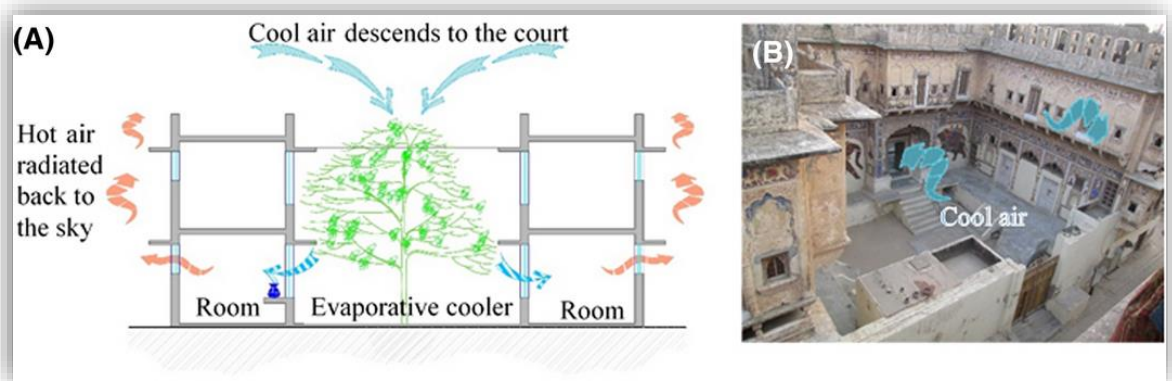 (A)
Cool air descends to the court
Hot air
radiated
back to
the sky
Room
Evaporative cooler
Room
(B)
Cool air